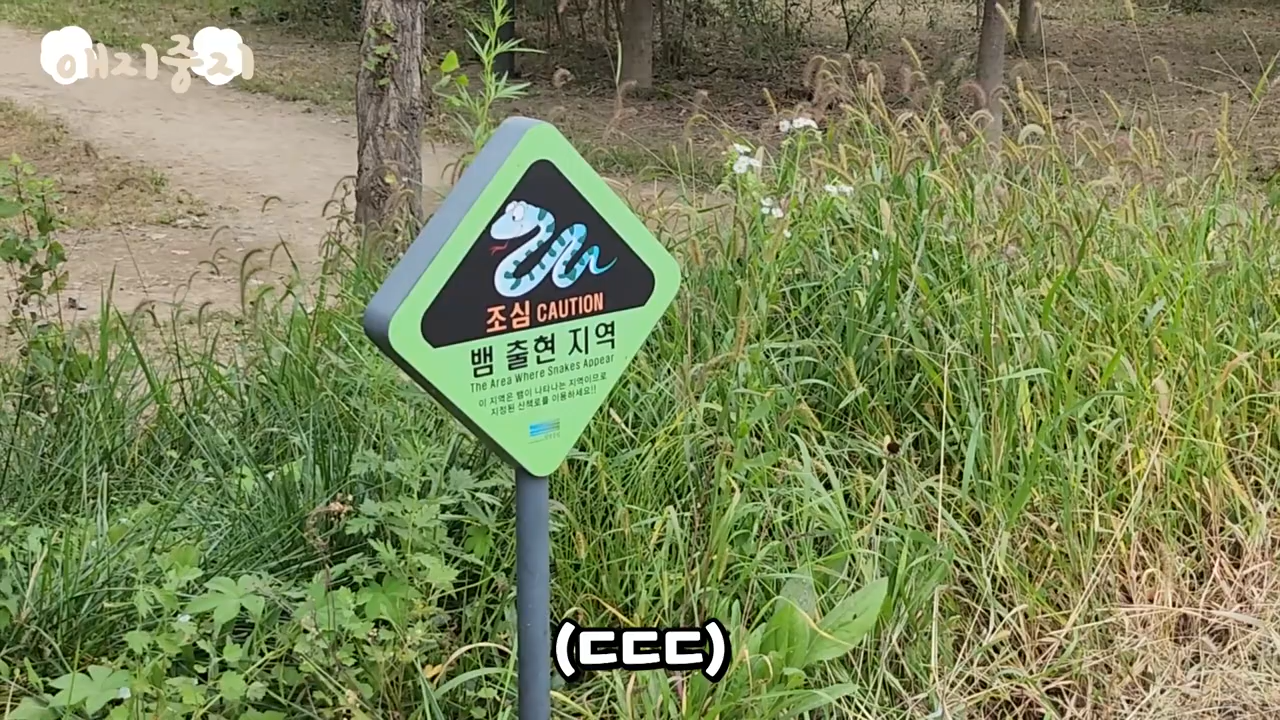 애지중지
조심 CAUTION
뱀 출현 지역
The Area Where Snakes Appear
이 지역은 뱀이 나타나는 지역이므로
지정된 산책로를 이용하세요!!
(ㄷㄷㄷ)